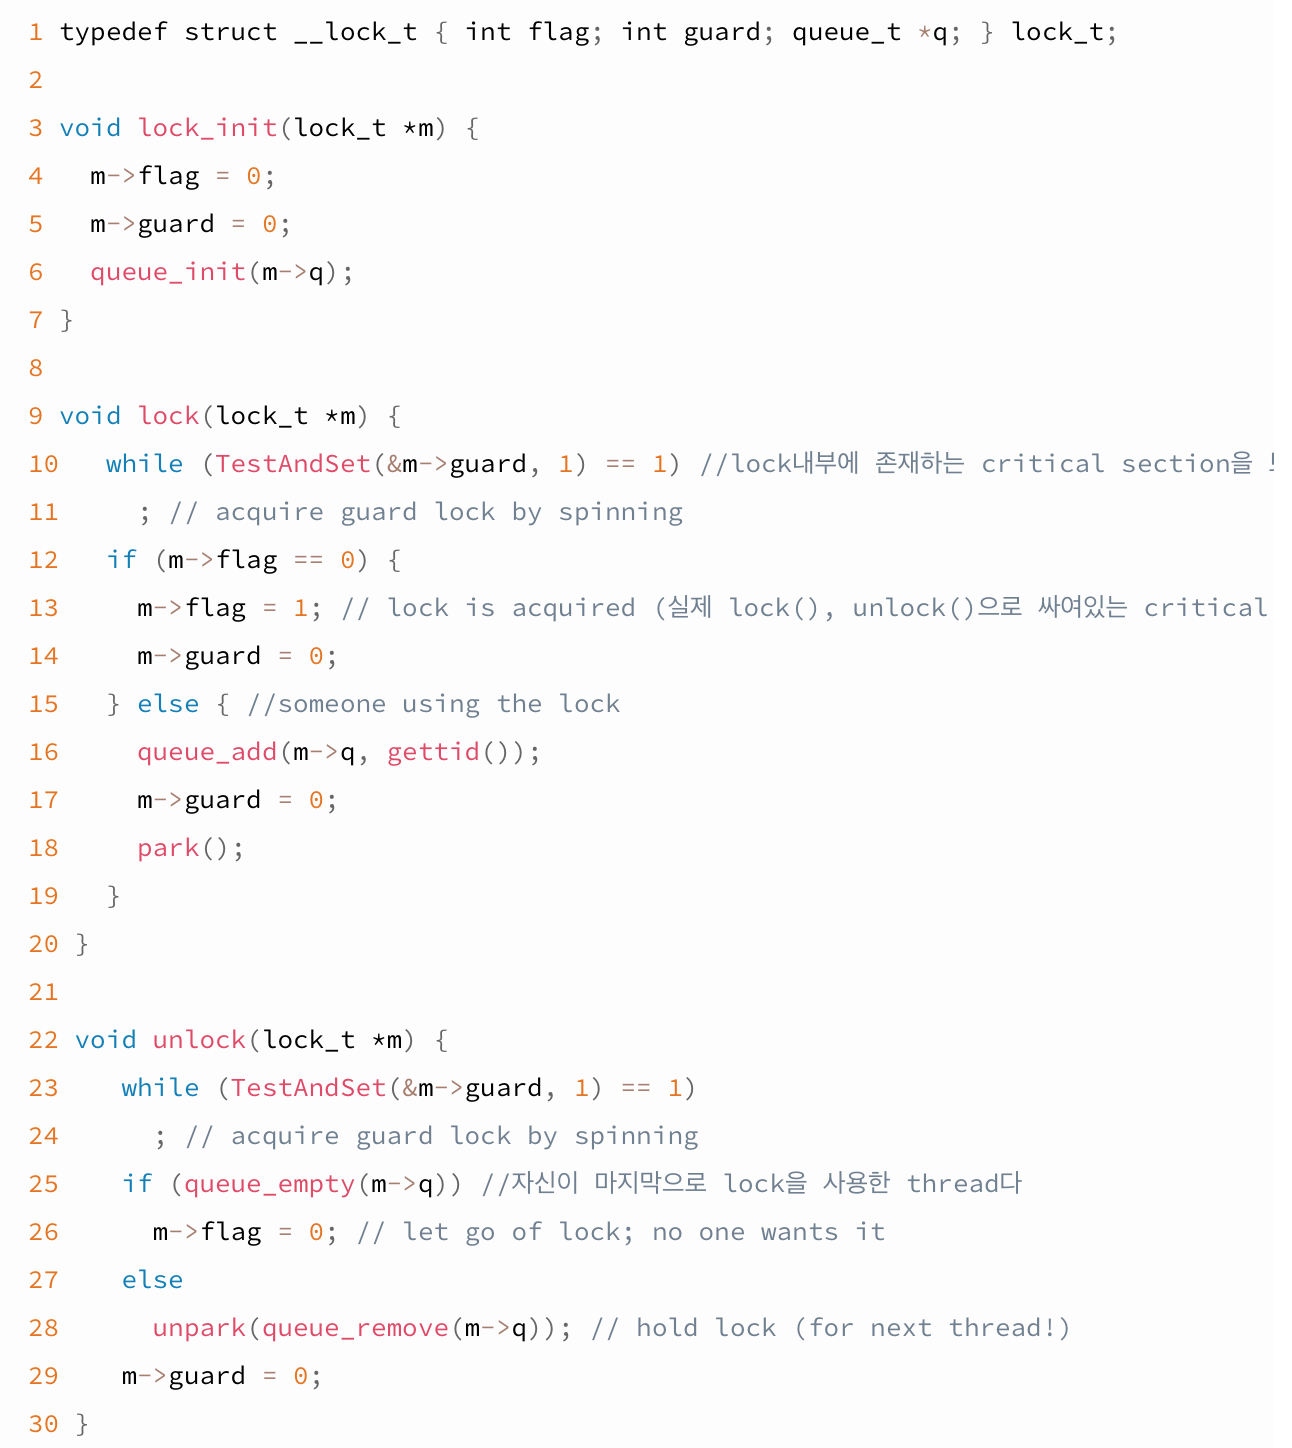 1 typedef struct __lock_t { int flag; int guard; queue_t *q; } lock_t;
2
3 void lock_init(lock_t *m) {
4   m->flag = 0;
5   m->guard = 0;
6   queue_init(m->q);
7 }
8
9 void lock(lock_t *m) {
10   while (TestAndSet(&m->guard, 1) == 1) //lock내부에 존재하는 critical section을
11     ; // acquire guard lock by spinning
12   if (m->flag == 0) {
13     m->flag = 1; // lock is acquired (실제 lock(), unlock()으로 싸여있는 critical
14     m->guard = 0;
15   } else { //someone using the lock
16     queue_add(m->q, gettid());
17     m->guard = 0;
18     park();
19   }
20 }
21
22 void unlock(lock_t *m) {
23    while (TestAndSet(&m->guard, 1) == 1)
24      ; // acquire guard lock by spinning
25    if (queue_empty(m->q)) //자신이 마지막으로 lock을 사용한 thread다
26      m->flag = 0; // let go of lock; no one wants it
27    else
28      unpark(queue_remove(m->q)); // hold lock (for next thread!)
29    m->guard = 0;
30 }